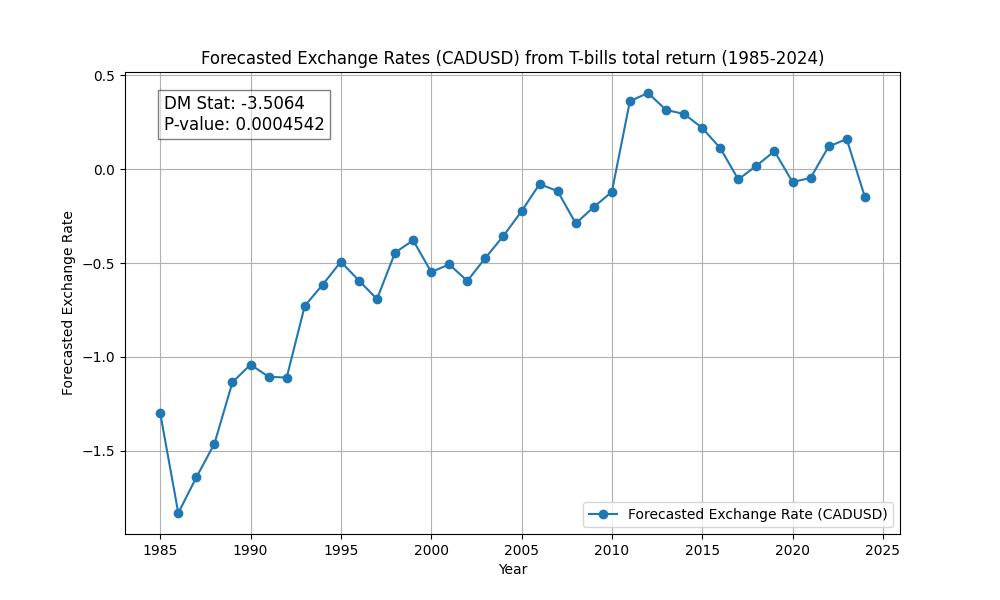 Forecasted Exchange Rates (CADUSD) from T-bills total return (1985-2024)
DM Stat: -3.5064
P-value: 0.0004542
0.5
0.0
−0.5
−1.0
−1.5
Forecasted Exchange Rate
Forecasted Exchange Rate (CADUSD)
1985 1990 1995 2000 2005 2010 2015 2020 2025
Year